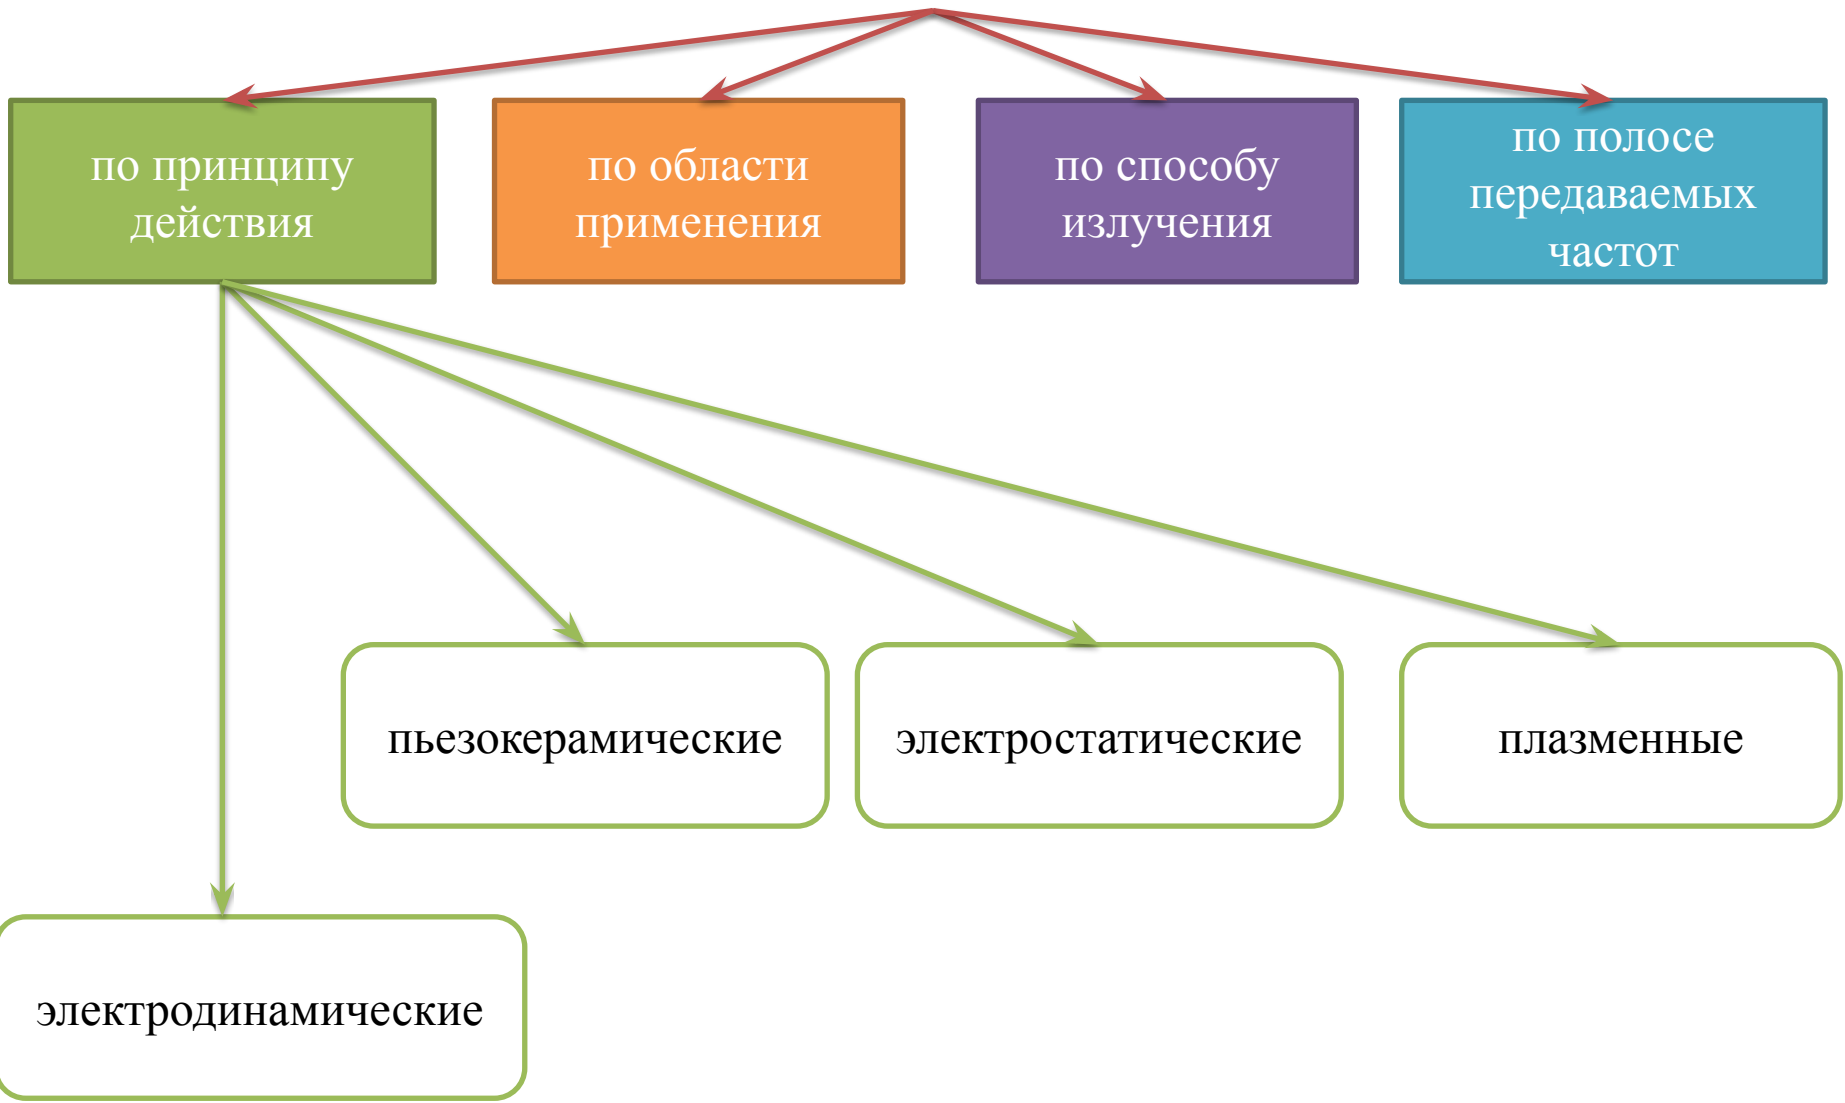 по принципу
действия
по области
применения
по способу
излучения
по полосе
передаваемых
частот
пьезокерамические
электростатические
плазменные
электродинамические